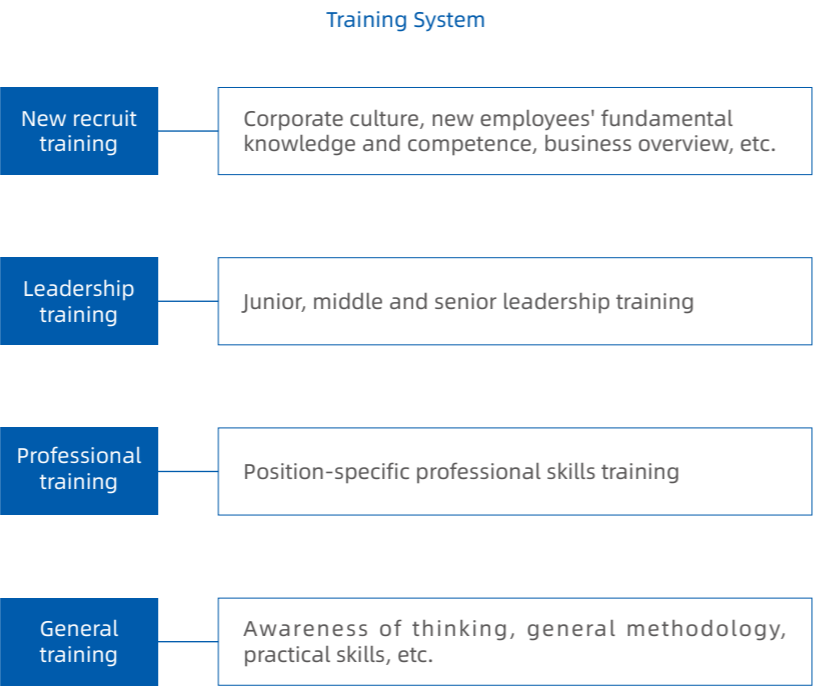 Training System
New recruit
training
Corporate culture, new employees' fundamental
knowledge and competence, business overview, etc.
Leadership
training
Junior, middle and senior leadership training
Professional
training
Position-specific professional skills training
General
training
Awareness of thinking, general methodology,
practical skills, etc.